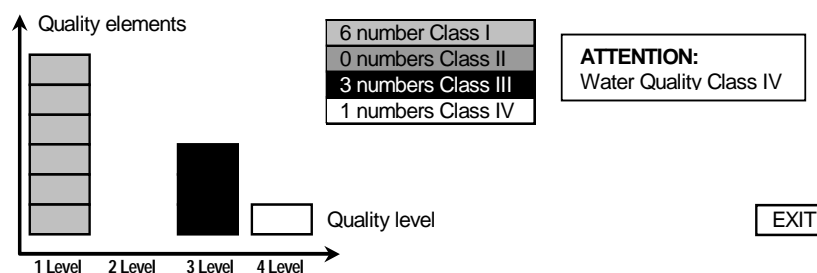 Quality elements
6 number Class I
0 numbers Class II
3 numbers Class III
1 numbers Class IV
ATTENTION:
Water Quality Class IV
Quality level
EXIT
1 Level 2 Level 3 Level 4 Level